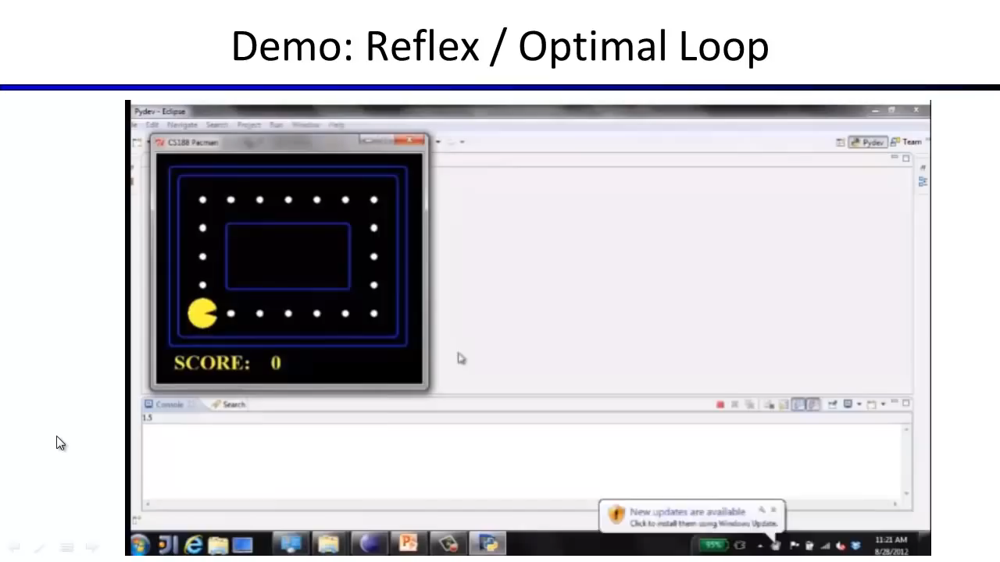 Demo: Reflex / Optimal Loop
Pydev - Eclipse
Edit Navigate Search Project Run Window Help
CS188 Pacman
Pydev Team
SCORE: 0
Console Search
1.5
New updates are available
Click to install them using Windows Update.
95%
11:21 AM
8/28/2012